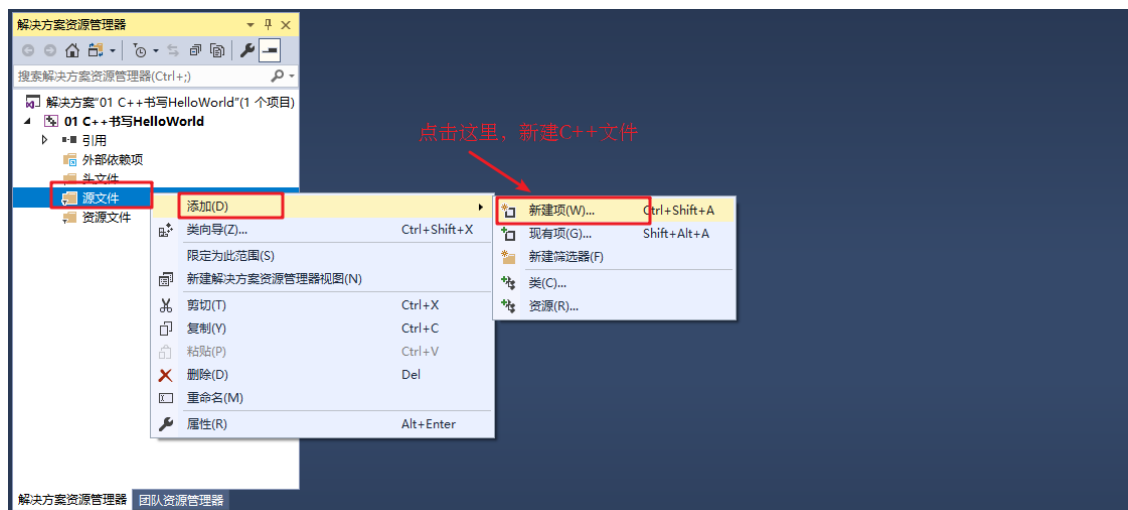 解决方案资源管理器
搜索解决方案资源管理器(Ctrl+;)
解决方案"01 C++书写HelloWorld"(1 个项目)
01 C++书写HelloWorld
引用
外部依赖项
头文件
源文件
资源文件
点击这里，新建C++文件
添加(D)
类向导(Z)... Ctrl+Shift+X
限定为此范围(S)
新建解决方案资源管理器视图(N)
剪切(T) Ctrl+X
复制(Y) Ctrl+C
粘贴(P) Ctrl+V
删除(D) Del
重命名(M)
属性(R) Alt+Enter
新建项(W)... Ctrl+Shift+A
现有项(G)... Shift+Alt+A
新建筛选器(F)
类(C)...
资源(R)...
解决方案资源管理器 团队资源管理器